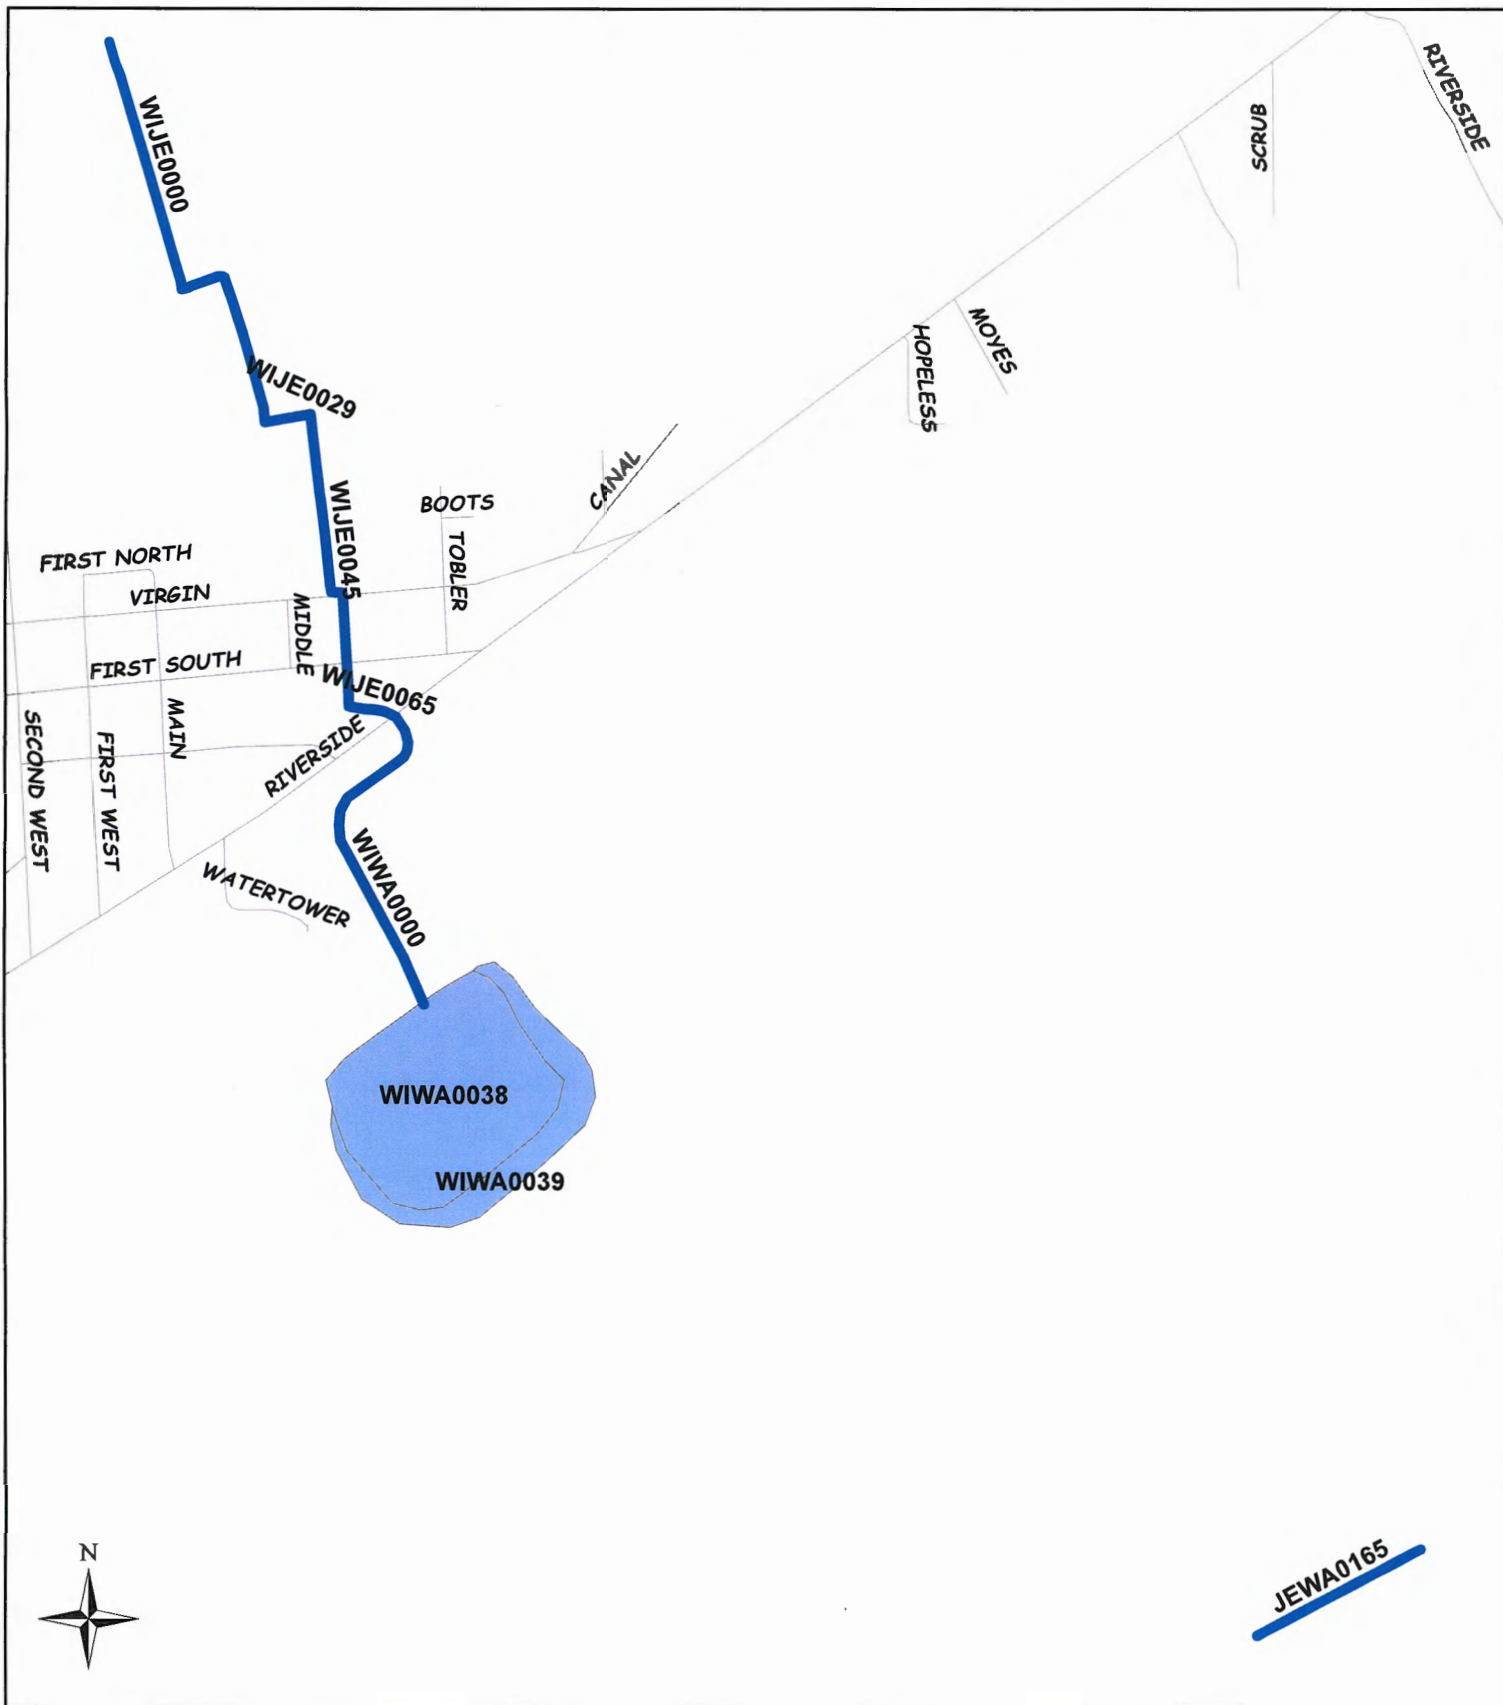 RIVERSIDE
SCRUB
WIJE0000
MOYES
HOPELESS
WIJE0029
CANAL
BOOTS
WIJE0045
TOBLER
FIRST NORTH
VIRGIN
MIDDLE
FIRST SOUTH
WIJE0065
MAIN
SECOND WEST
FIRST WEST
RIVERSIDE
WIWA0000
WATERTOWER
WIWA0038
WIWA0039
N
JEWA0165